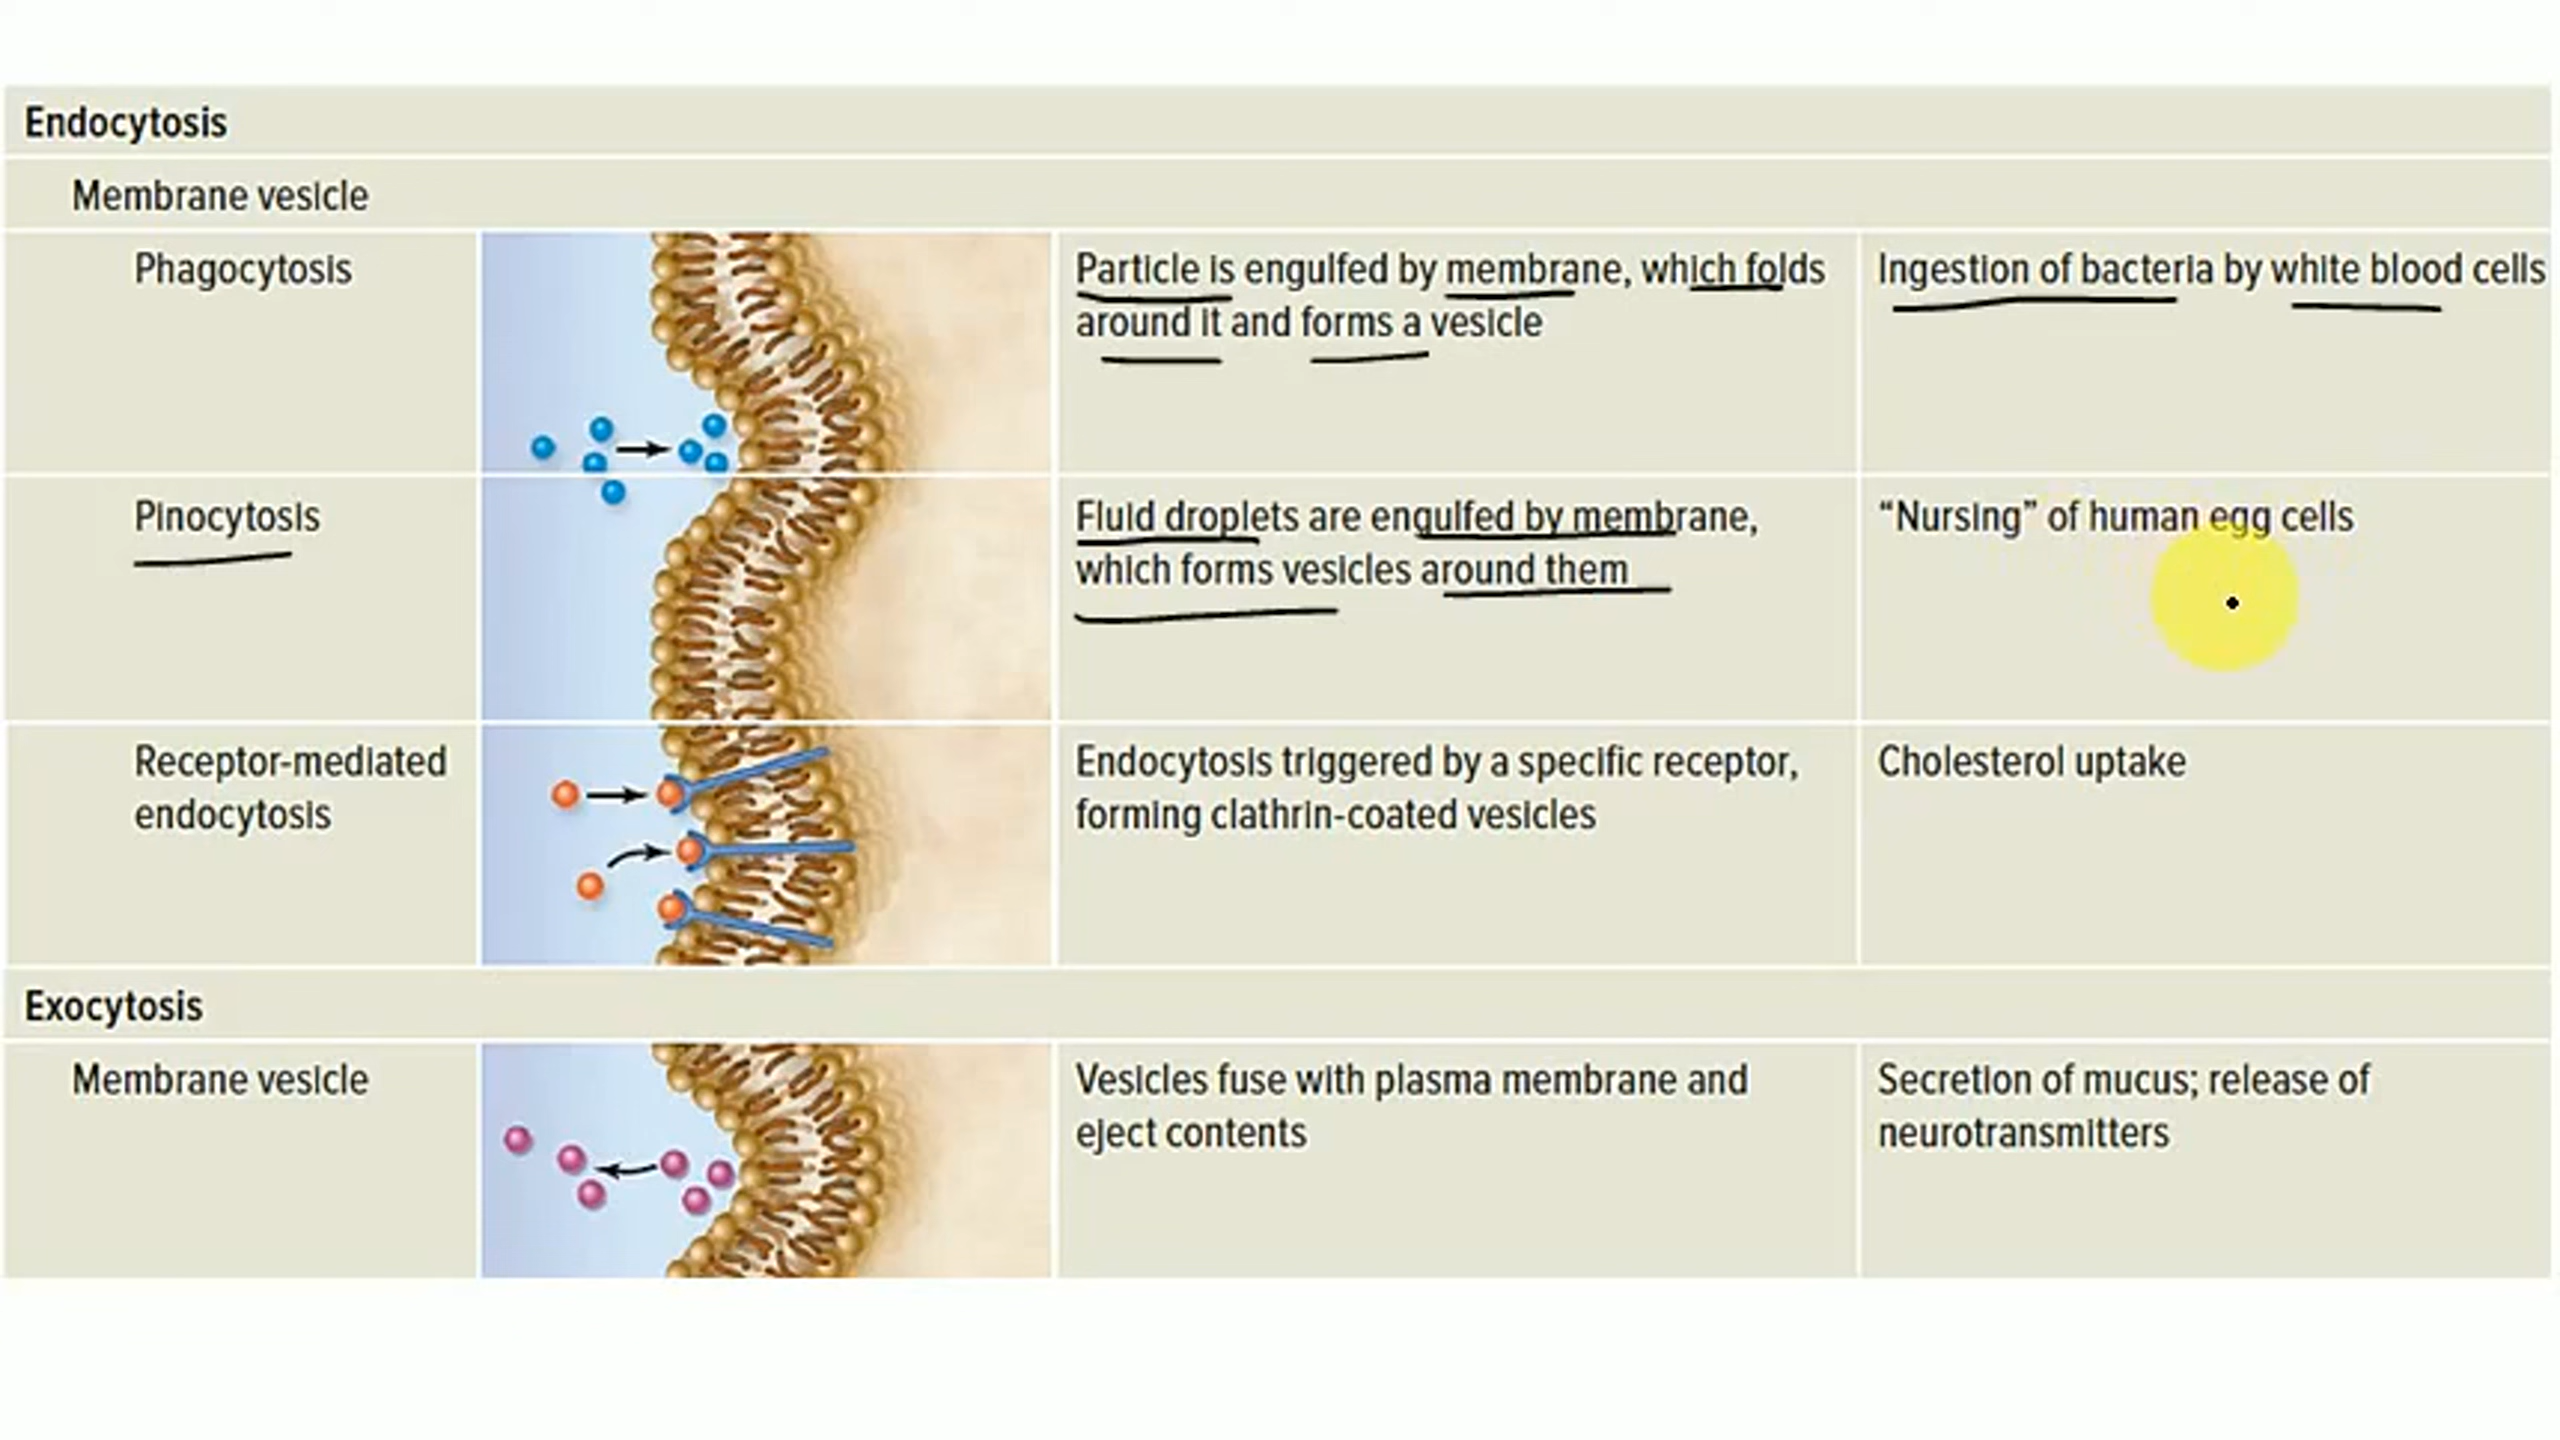 Endocytosis
Membrane vesicle
Phagocytosis
Particle is engulfed by membrane, which folds
around it and forms a vesicle
Ingestion of bacteria by white blood cells
Pinocytosis
Fluid droplets are engulfed by membrane,
which forms vesicles around them
“Nursing” of human egg cells
Receptor-mediated
endocytosis
Endocytosis triggered by a specific receptor,
forming clathrin-coated vesicles
Cholesterol uptake
Exocytosis
Membrane vesicle
Vesicles fuse with plasma membrane and
eject contents
Secretion of mucus; release of
neurotransmitters